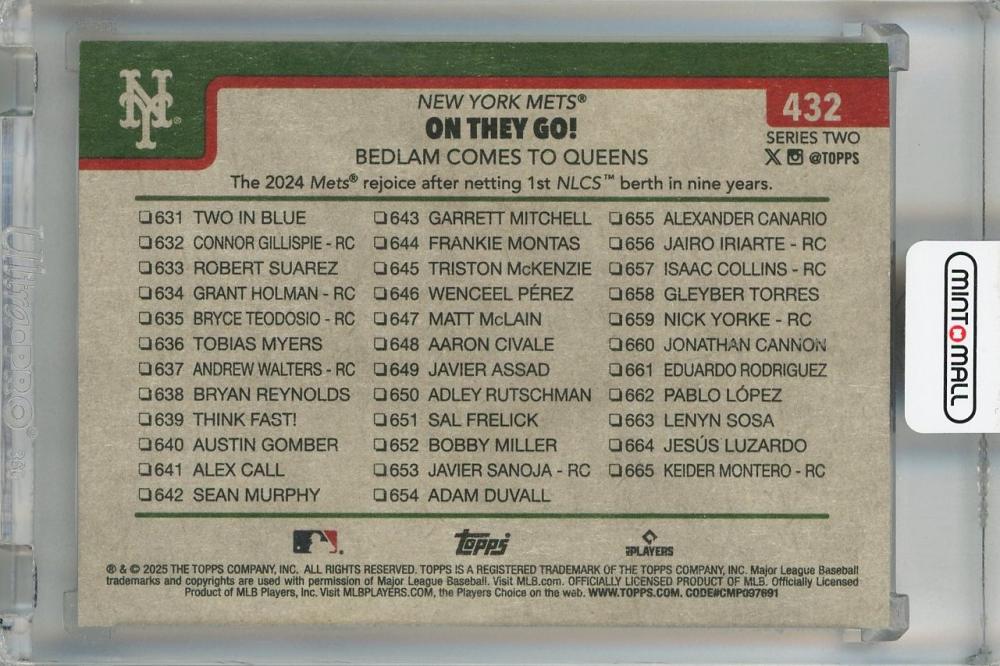 NY
NEW YORK METS®
ON THEY GO!
BEDLAM COMES TO QUEENS
432
SERIES TWO
@TOPPS
The 2024 Mets® rejoice after netting 1st NLCS™ berth in nine years.
631 TWO IN BLUE
632 CONNOR GILLISPIE - RC
633 ROBERT SUAREZ
634 GRANT HOLMAN - RC
635 BRYCE TEODOSIO - RC
636 TOBIAS MYERS
637 ANDREW WALTERS - RC
638 BRYAN REYNOLDS
639 THINK FAST!
640 AUSTIN GOMBER
641 ALEX CALL
642 SEAN MURPHY
643 GARRETT MITCHELL
644 FRANKIE MONTAS
645 TRISTON McKENZIE
646 WENCEEL PÉREZ
647 MATT McLAIN
648 AARON CIVALE
649 JAVIER ASSAD
650 ADLEY RUTSCHMAN
651 SAL FRELICK
652 BOBBY MILLER
653 JAVIER SANOJA - RC
654 ADAM DUVALL
655 ALEXANDER CANARIO
656 JAIRO IRIARTE - RC
657 ISAAC COLLINS - RC
658 GLEYBER TORRES
659 NICK YORKE - RC
660 JONATHAN CANNON
661 EDUARDO RODRIGUEZ
662 PABLO LÓPEZ
663 LENYN SOSA
664 JESÚS LUZARDO
665 KEIDER MONTERO - RC
topps
PLAYERS
® & © 2025 THE TOPPS COMPANY, INC. ALL RIGHTS RESERVED. TOPPS IS A REGISTERED TRADEMARK OF THE TOPPS COMPANY, INC. Major League Baseball
trademarks and copyrights are used with permission of Major League Baseball. Visit MLB.com. OFFICIALLY LICENSED PRODUCT OF MLB. Officially Licensed
Product of MLB Players, Inc. Visit MLBPLAYERS.COM, the Players Choice on the web. WWW.TOPPS.COM. CODE#CMP097691
MINT MALL
Ultra PRO